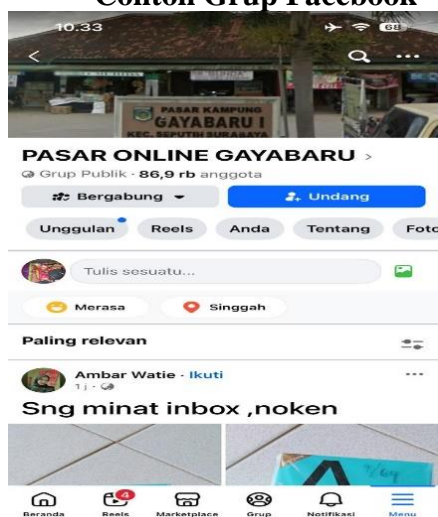 Contoh Grup Facebook
10.33
68
PASAR KAMPUNG
GAYABARU I
KEC. SEPUTIH SURABAYA
PASAR ONLINE GAYABARU >
Grup Publik · 86,9 rb anggota
Bergabung
Undang
Unggulan Reels Anda Tentang Foto
Tulis sesuatu...
Merasa Singgah
Paling relevan
Ambar Watie · Ikuti
1 j
Sng minat inbox ,noken
4
Beranda Reels Marketplace Grup Notifikasi Menu